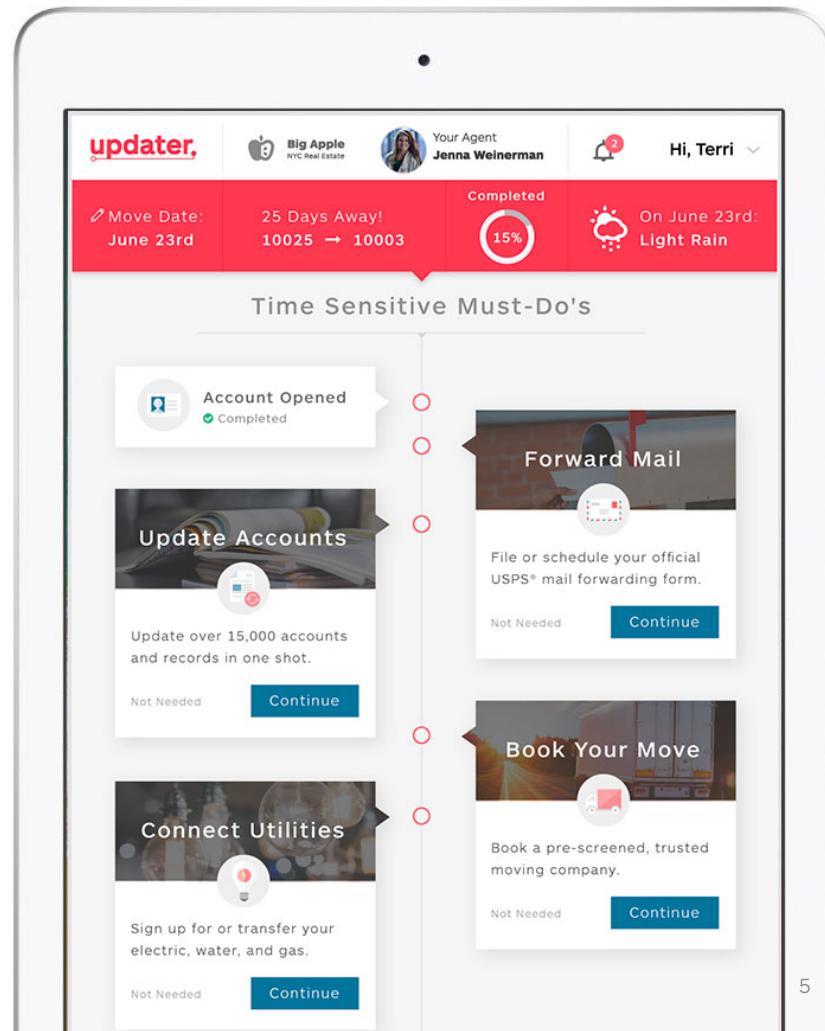 updater.
Big Apple
NYC Real Estate
Your Agent
Jenna Weinerman
2
Hi, Terri
Move Date:
June 23rd
25 Days Away!
10025 → 10003
Completed
15%
On June 23rd:
Light Rain
Time Sensitive Must-Do's
Account Opened
Completed
Forward Mail
File or schedule your official
USPS® mail forwarding form.
Not Needed
Continue
Update Accounts
Update over 15,000 accounts
and records in one shot.
Not Needed
Continue
Book Your Move
Book a pre-screened, trusted
moving company.
Not Needed
Continue
Connect Utilities
Sign up for or transfer your
electric, water, and gas.
Not Needed
Continue
5